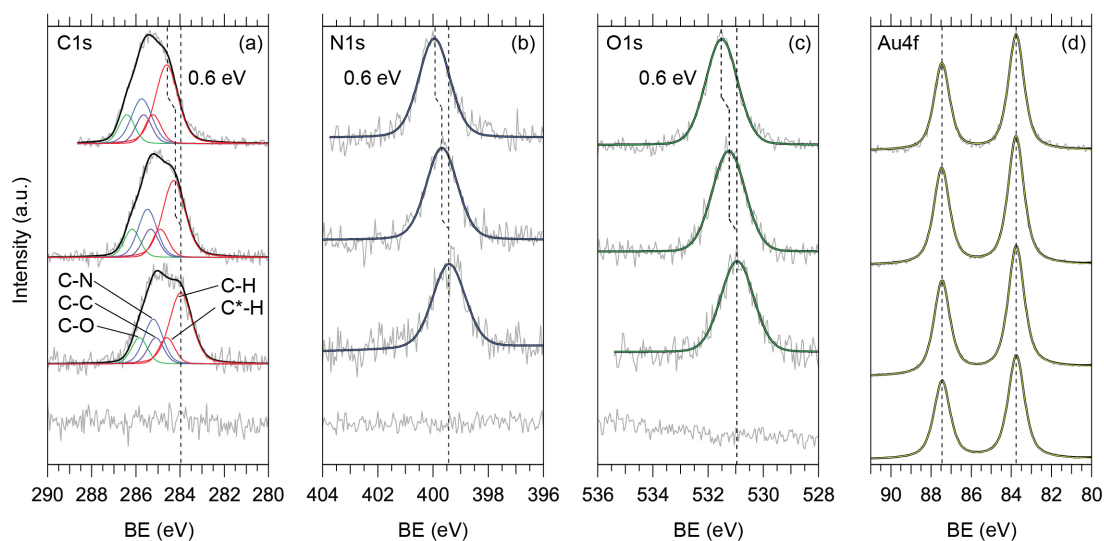 C1s
(a)
0.6 eV
C-N
C-C
C-O
C-H
C*-H
290 288 286 284 282 280
BE (eV)
Intensity (a.u.)
N1s
(b)
0.6 eV
404 402 400 398 396
BE (eV)
O1s
(c)
0.6 eV
536 534 532 530 528
BE (eV)
Au4f
(d)
90 88 86 84 82 80
BE (eV)